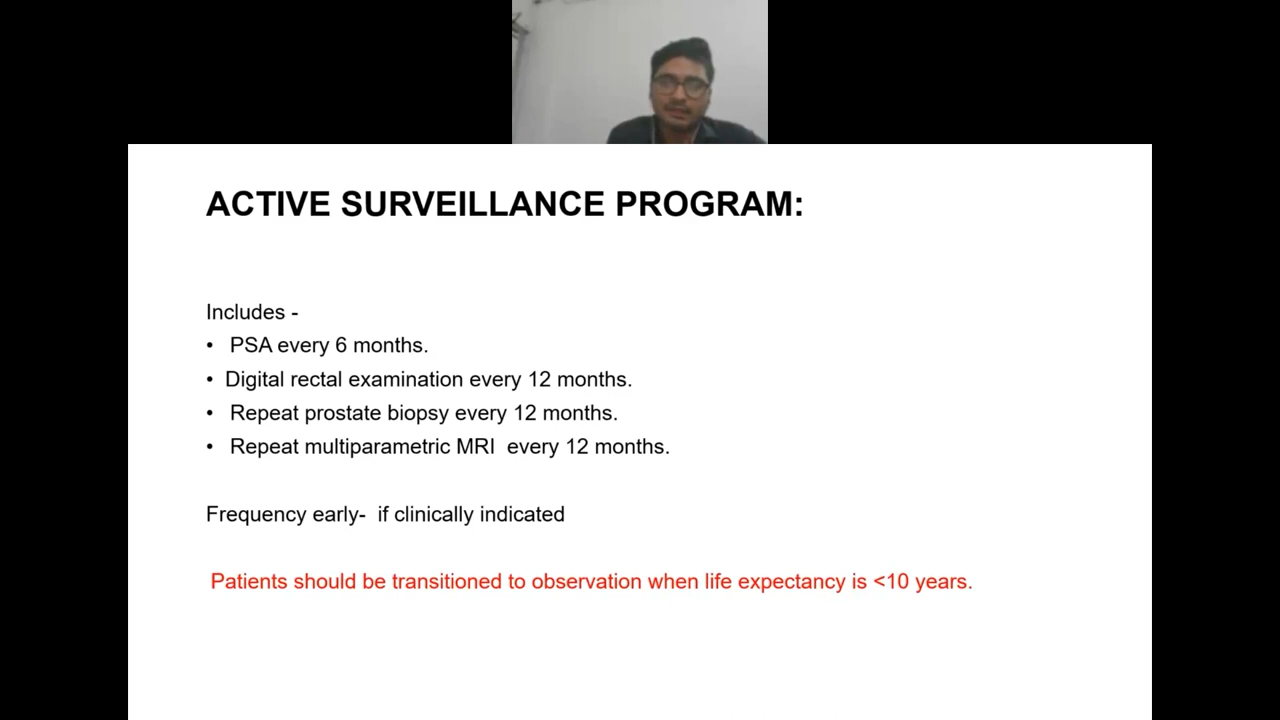 ACTIVE SURVEILLANCE PROGRAM:
Includes -
• PSA every 6 months.
• Digital rectal examination every 12 months.
• Repeat prostate biopsy every 12 months.
• Repeat multiparametric MRI  every 12 months.
Frequency early-  if clinically indicated
Patients should be transitioned to observation when life expectancy is <10 years.